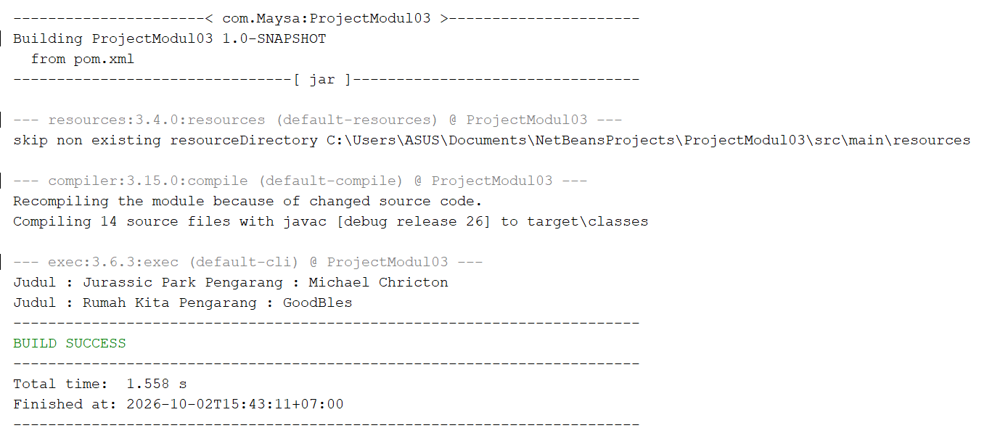 ----------------------< com.Maysa:ProjectModul03 >----------------------
Building ProjectModul03 1.0-SNAPSHOT
  from pom.xml
--------------------------------[ jar ]---------------------------------

--- resources:3.4.0:resources (default-resources) @ ProjectModul03 ---
skip non existing resourceDirectory C:\Users\ASUS\Documents\NetBeansProjects\ProjectModul03\src\main\resources

--- compiler:3.15.0:compile (default-compile) @ ProjectModul03 ---
Recompiling the module because of changed source code.
Compiling 14 source files with javac [debug release 26] to target\classes

--- exec:3.6.3:exec (default-cli) @ ProjectModul03 ---
Judul : Jurassic Park Pengarang : Michael Chricton
Judul : Rumah Kita Pengarang : GoodBles
------------------------------------------------------------------------
BUILD SUCCESS
------------------------------------------------------------------------
Total time:  1.558 s
Finished at: 2026-10-02T15:43:11+07:00
------------------------------------------------------------------------